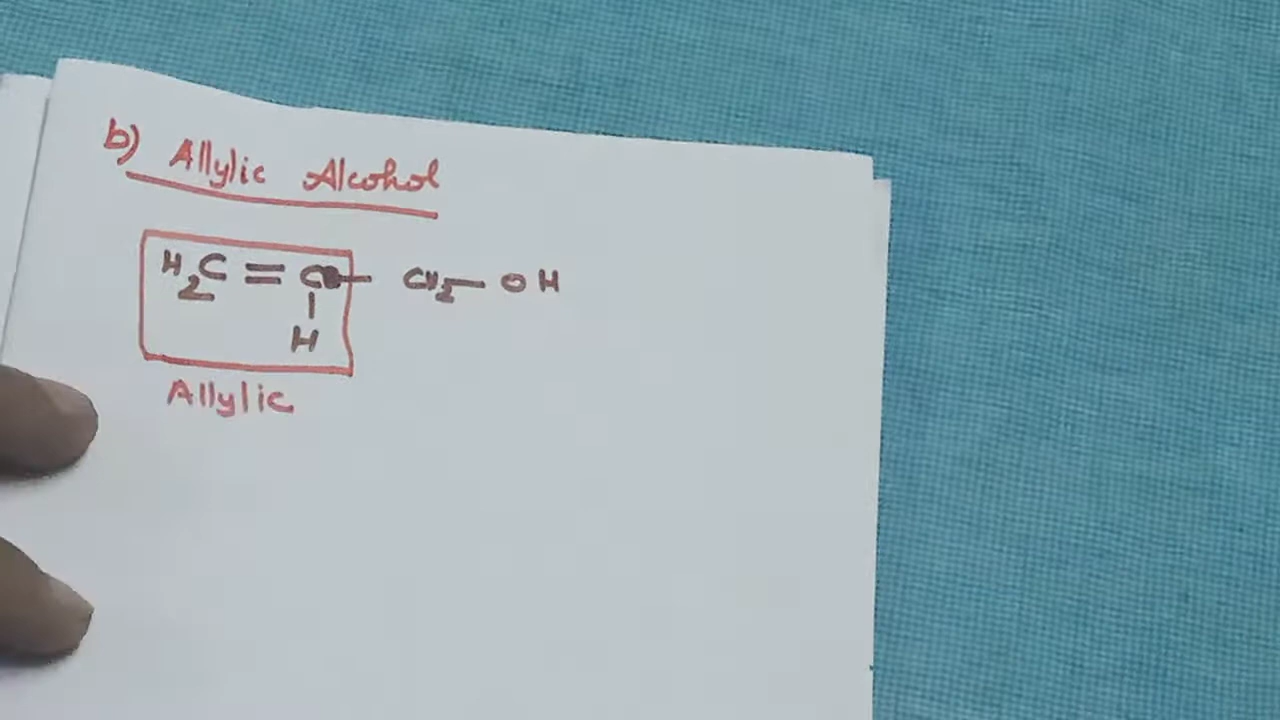 b) Allylic Alcohol
H₂C = C — CH₂ — OH
|
H
Allylic